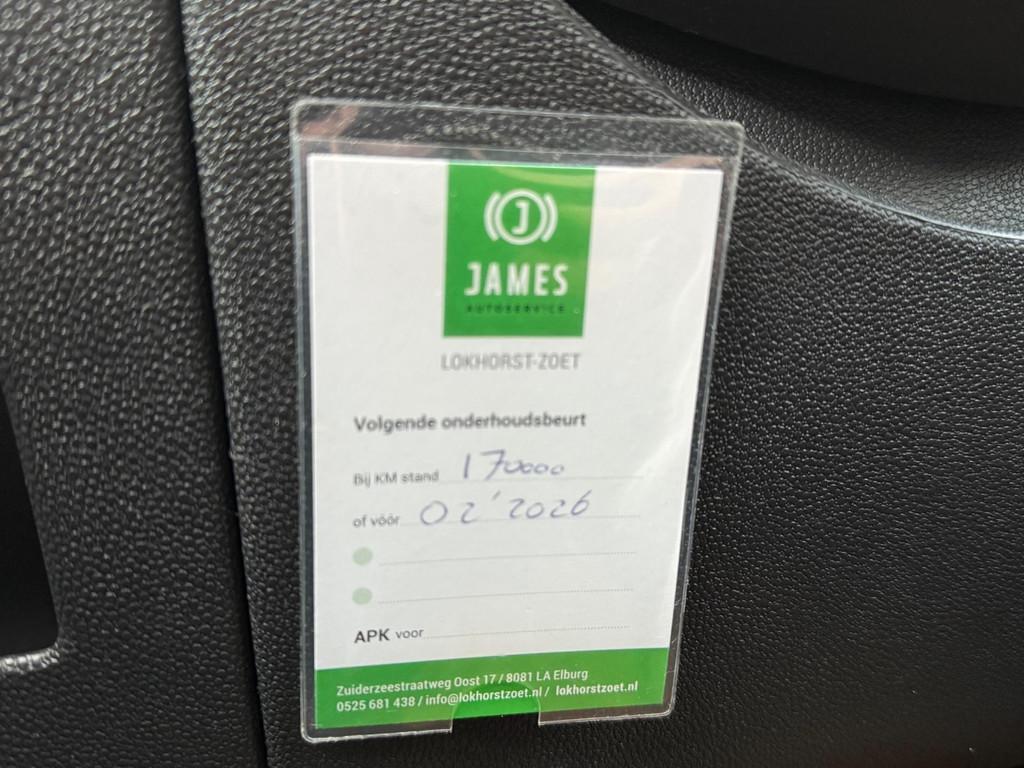 J
JAMES
AUTOSERVICE
LOKHORST-ZOET
Volgende onderhoudsbeurt
Bij KM stand 170000
of vóór 02'2026
APK voor
Zuiderzeestraatweg Oost 17 / 8081 LA Elburg
0525 681 438 / info@lokhorstzoet.nl / lokhorstzoet.nl